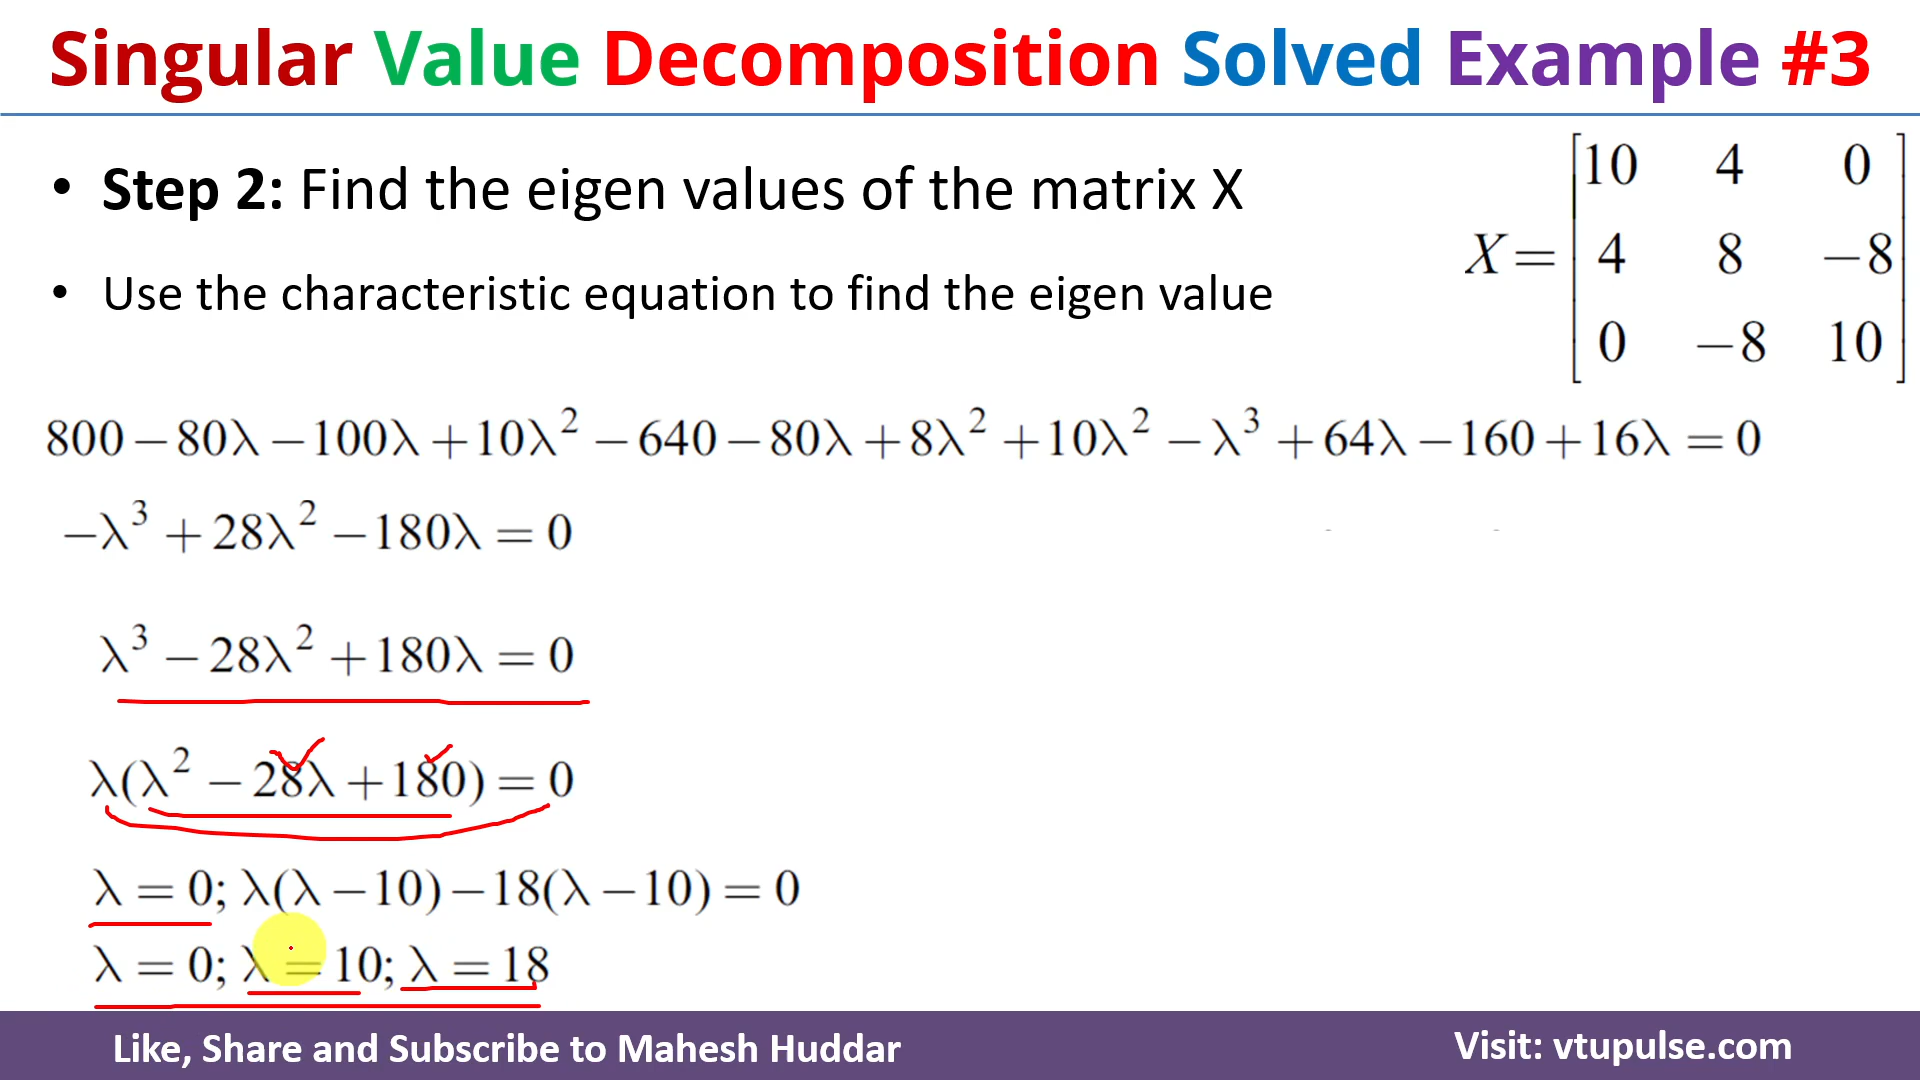 Singular Value Decomposition Solved Example #3
• Step 2: Find the eigen values of the matrix X
• Use the characteristic equation to find the eigen value
X = [10 4 0
4 8 −8
0 −8 10]
800 − 80λ − 100λ + 10λ² − 640 − 80λ + 8λ² + 10λ² − λ³ + 64λ − 160 + 16λ = 0
−λ³ + 28λ² − 180λ = 0
λ³ − 28λ² + 180λ = 0
λ(λ² − 28λ + 180) = 0
λ = 0; λ(λ − 10) − 18(λ − 10) = 0
λ = 0; λ = 10; λ = 18
Like, Share and Subscribe to Mahesh Huddar
Visit: vtupulse.com